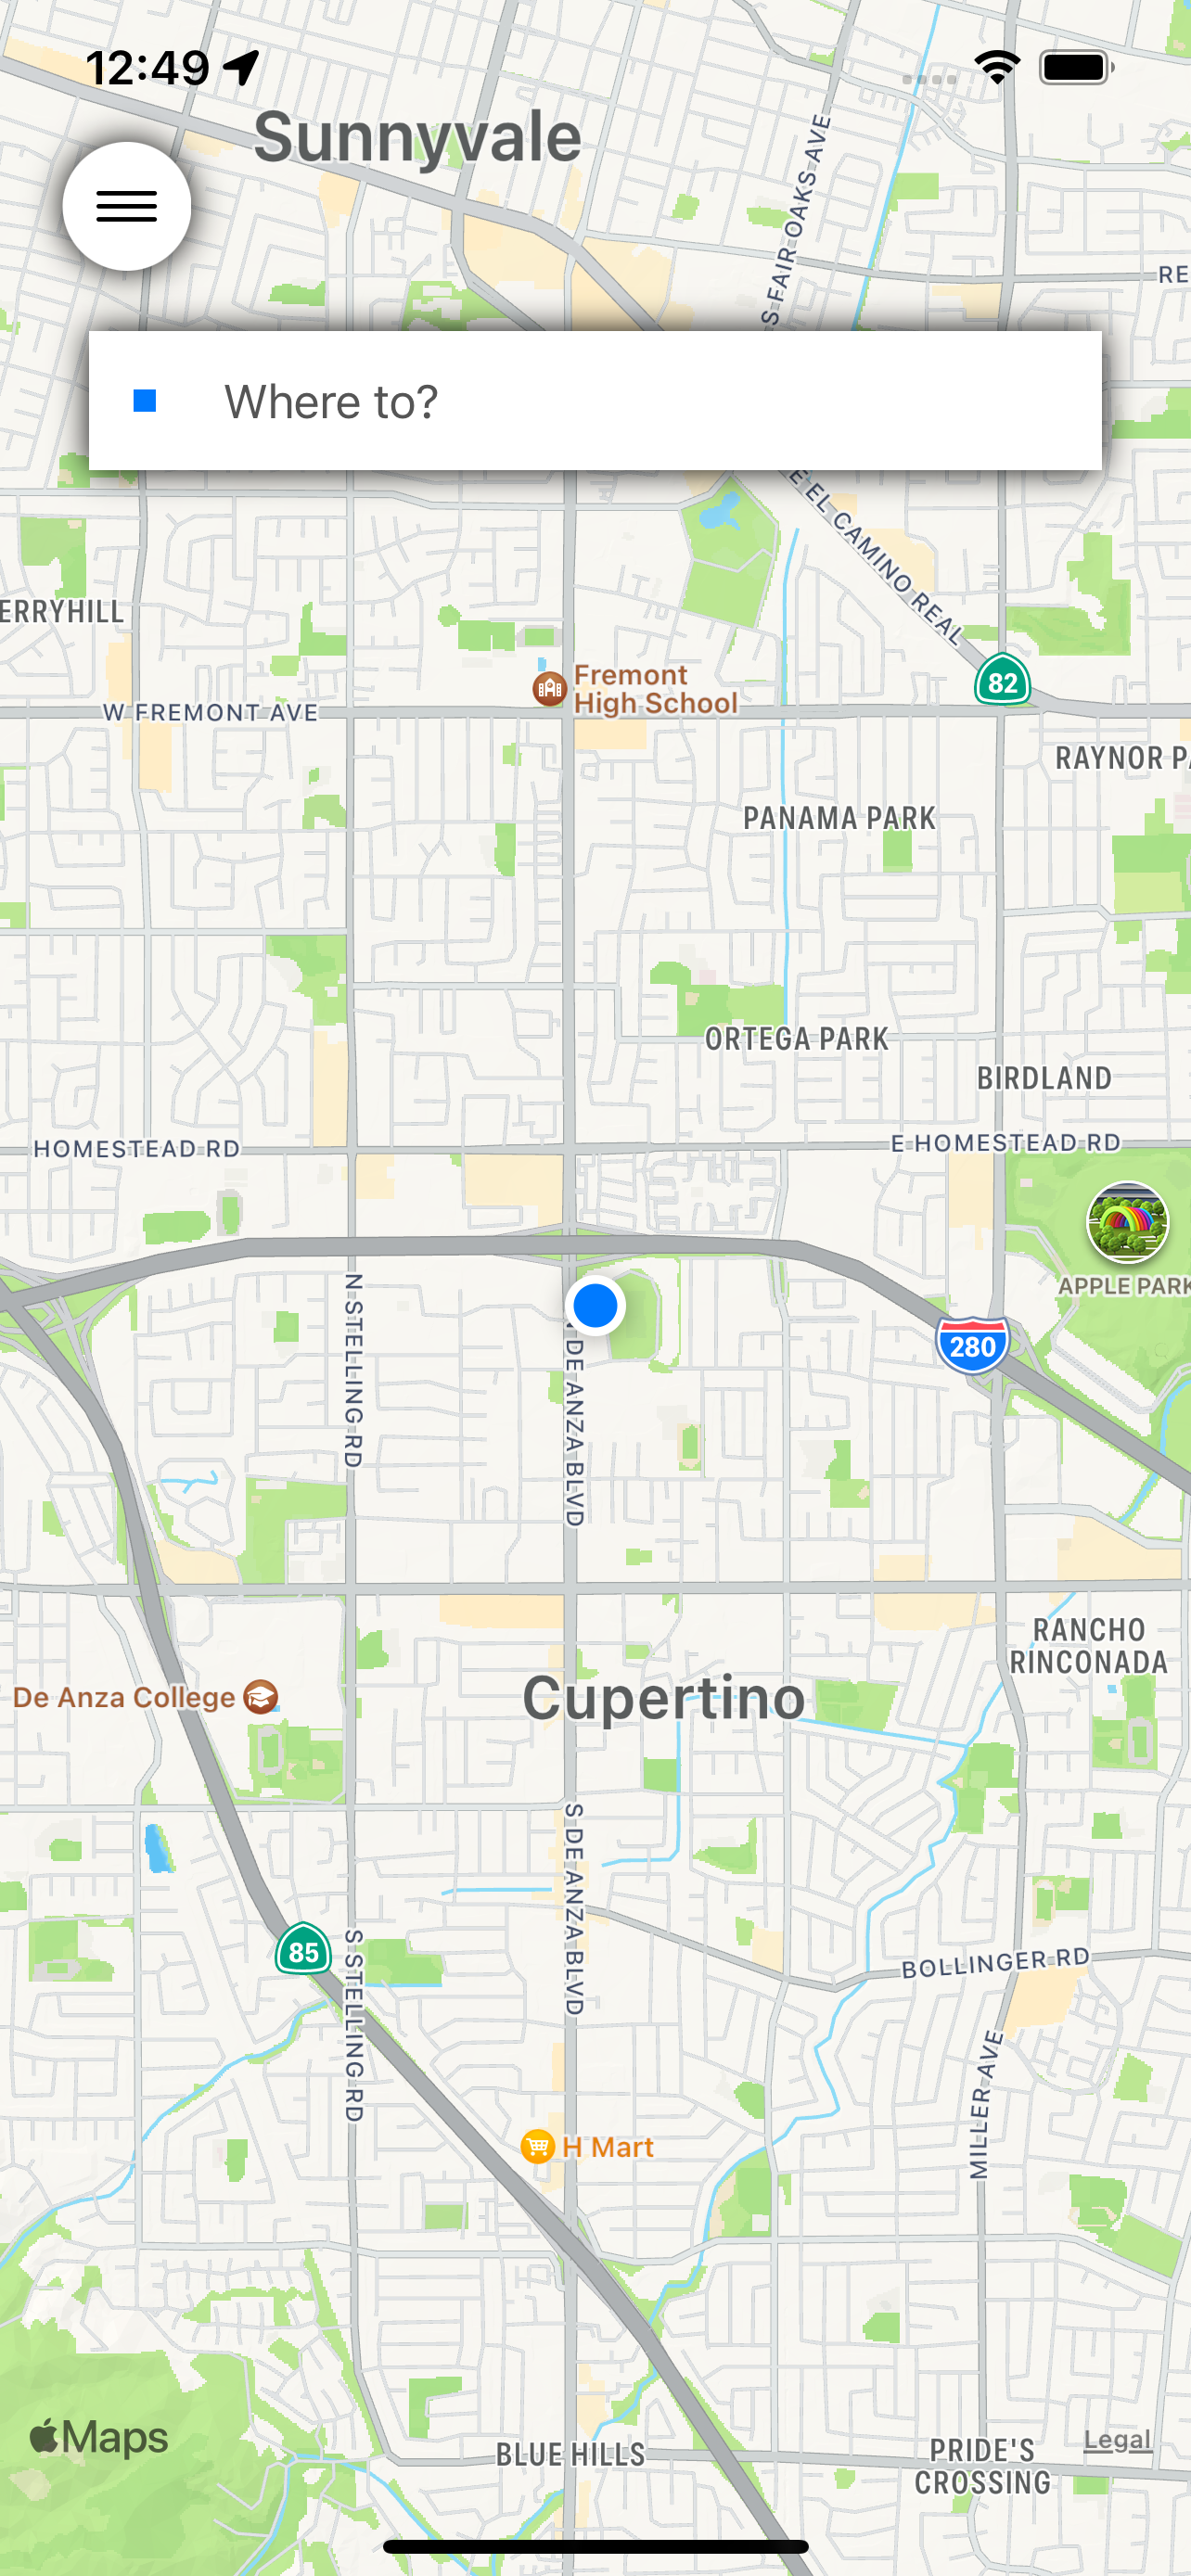 12:49
Sunnyvale
S FAIR OAKS AVE
RE
Where to?
E EL CAMINO REAL
ERRYHILL
Fremont
High School
82
W FREMONT AVE
RAYNOR PA
PANAMA PARK
ORTEGA PARK
BIRDLAND
HOMESTEAD RD
E HOMESTEAD RD
APPLE PARK
N STELLING RD
N DE ANZA BLVD
280
RANCHO
RINCONADA
De Anza College
Cupertino
S DE ANZA BLVD
85
S STELLING RD
BOLLINGER RD
MILLER AVE
H Mart
Maps
BLUE HILLS
PRIDE'S
CROSSING
Legal